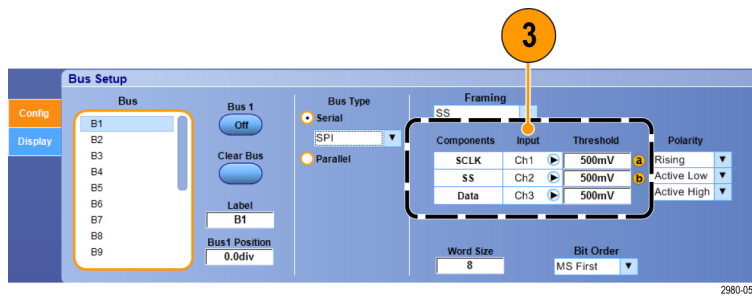 3
Bus Setup
Config
Display
Bus
B1
B2
B3
B4
B5
B6
B7
B8
B9
Bus 1
Off
Clear Bus
Label
B1
Bus1 Position
0.0div
Bus Type
Serial
SPI
Parallel
Framing
SS
Components Input Threshold Polarity
SCLK Ch1 500mV a Rising
SS Ch2 500mV b Active Low
Data Ch3 500mV Active High
Word Size
8
Bit Order
MS First
2980-05